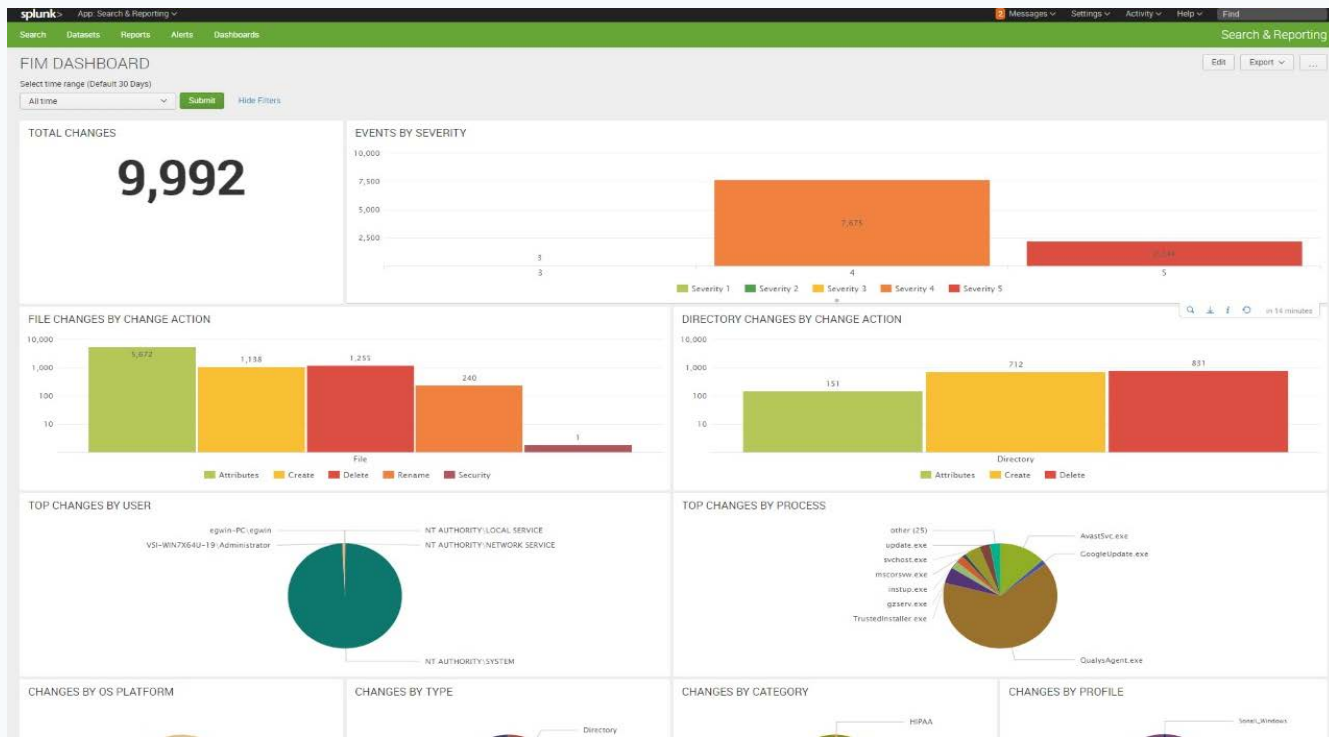 splunk> App: Search & Reporting 2 Messages Settings Activity Help Find
Search Datasets Reports Alerts Dashboards Search & Reporting
FIM DASHBOARD Edit Export ...
Select time range (Default 30 Days)
All time Submit Hide Filters
TOTAL CHANGES
9,992
EVENTS BY SEVERITY
10,000
7,500
5,000
2,500
3 7,675
3 4 5
Severity 1 Severity 2 Severity 3 Severity 4 Severity 5
in 14 minutes
FILE CHANGES BY CHANGE ACTION
10,000
1,000
100
10
5,672 1,138 1,255 240 1
File
Attributes Create Delete Rename Security
DIRECTORY CHANGES BY CHANGE ACTION
10,000
1,000
100
10
151 712 831
Directory
Attributes Create Delete
TOP CHANGES BY USER
egwin-PC\egwin
VSI-WIN7X64U-19\Administrator
NT AUTHORITY\LOCAL SERVICE
NT AUTHORITY\NETWORK SERVICE
NT AUTHORITY\SYSTEM
TOP CHANGES BY PROCESS
other (25)
update.exe
svchost.exe
mscorsvw.exe
instup.exe
gzserv.exe
TrustedInstaller.exe
AvastSvc.exe
GoogleUpdate.exe
QualysAgent.exe
CHANGES BY OS PLATFORM
CHANGES BY TYPE
Directory
CHANGES BY CATEGORY
HIPAA
CHANGES BY PROFILE